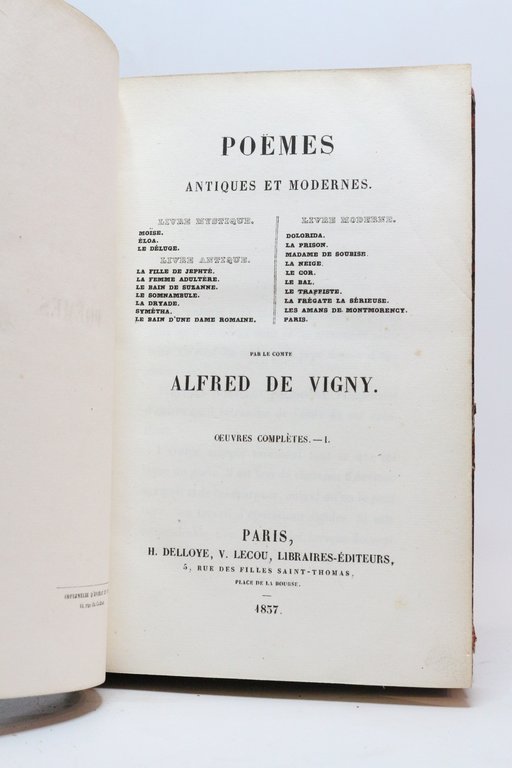 POËMES
ANTIQUES ET MODERNES.
LIVRE MYSTIQUE.
MOÏSE.
ÉLOA.
LE DÉLUGE.
LIVRE ANTIQUE.
LA FILLE DE JEPHTÉ.
LA FEMME ADULTÈRE.
LE BAIN DE SUZANNE.
LE SOMNAMBULE.
LA DRYADE.
SYMÉTHA.
LE BAIN D'UNE DAME ROMAINE.
LIVRE MODERNE.
DOLORIDA.
LA PRISON.
MADAME DE SOUBISE.
LA NEIGE.
LE COR.
LE BAL.
LE TRAPPISTE.
LA FRÉGATE LA SÉRIEUSE.
LES AMANS DE MONTMORENCY.
PARIS.
PAR LE COMTE
ALFRED DE VIGNY.
OEUVRES COMPLÈTES.—I.
PARIS,
H. DELLOYE, V. LECOU, LIBRAIRES-ÉDITEURS,
5, RUE DES FILLES SAINT-THOMAS,
PLACE DE LA BOURSE.
1837.
IMPRIMERIE